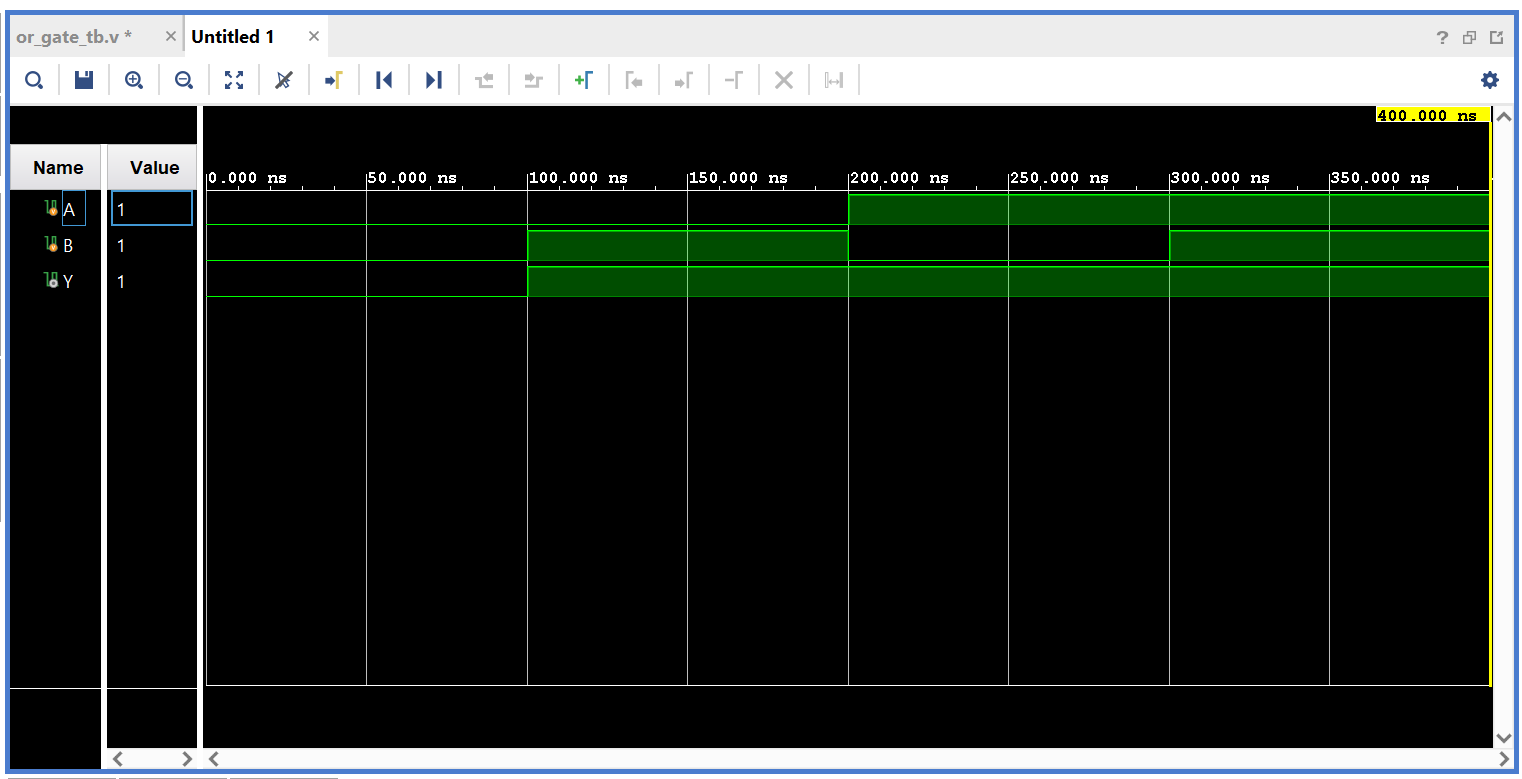 or_gate_tb.v * × Untitled 1 ×
?
400.000 ns
Name Value
0.000 ns 50.000 ns 100.000 ns 150.000 ns 200.000 ns 250.000 ns 300.000 ns 350.000 ns
A 1
B 1
Y 1